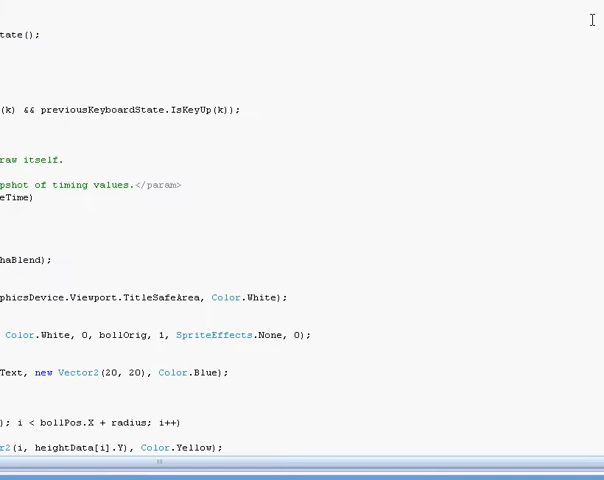 tate();
(k) && previousKeyboardState.IsKeyUp(k));
raw itself.
pshot of timing values.</param>
eTime)
haBlend);
phicsDevice.Viewport.TitleSafeArea, Color.White);
Color.White, 0, bollOrig, 1, SpriteEffects.None, 0);
Text, new Vector2(20, 20), Color.Blue);
); i < bollPos.X + radius; i++)
r2(i, heightData[i].Y), Color.Yellow);